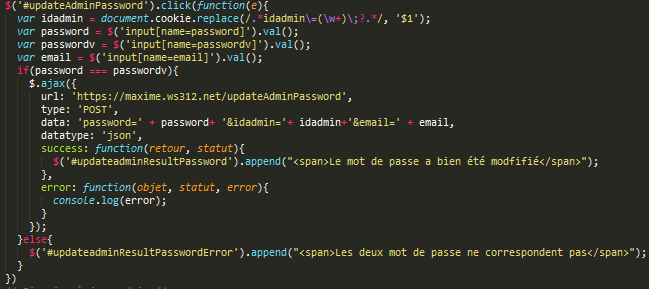 $('#updateAdminPassword').click(function(e){
var idadmin = document.cookie.replace(/.*idadmin\=(\w+)\;?.*/, '$1');
var password = $('input[name=password]').val();
var passwordv = $('input[name=passwordv]').val();
var email = $('input[name=email]').val();
if(password === passwordv){
$.ajax({
url: 'https://maxime.ws312.net/updateAdminPassword',
type: 'POST',
data: 'password=' + password+ '&idadmin='+ idadmin+'&email=' + email,
datatype: 'json',
success: function(retour, statut){
$('#updateadminResultPassword').append("<span>Le mot de passe a bien été modfifié</span>");
},
error: function(objet, statut, error){
console.log(error);
}
});
}else{
$('#updateadminResultPasswordError').append("<span>Les deux mot de passe ne correspondent pas</span>");
}
})